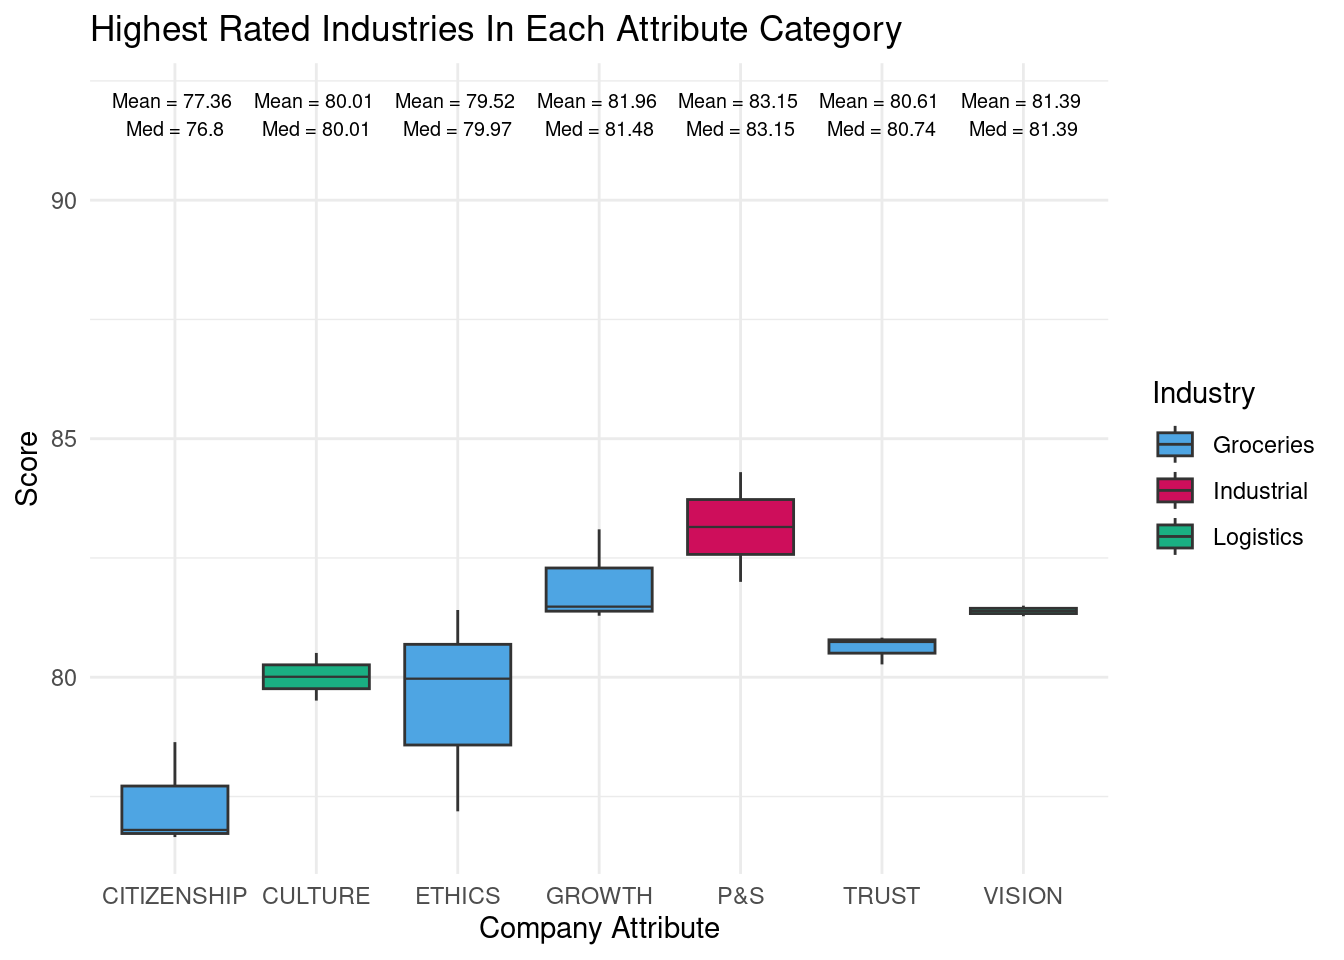 Highest Rated Industries In Each Attribute Category
Mean = 77.36 Mean = 80.01 Mean = 79.52 Mean = 81.96 Mean = 83.15 Mean = 80.61 Mean = 81.39
Med = 76.8 Med = 80.01 Med = 79.97 Med = 81.48 Med = 83.15 Med = 80.74 Med = 81.39
90
85
80
Score
CITIZENSHIP CULTURE ETHICS GROWTH P&S TRUST VISION
Company Attribute
Industry
Groceries
Industrial
Logistics